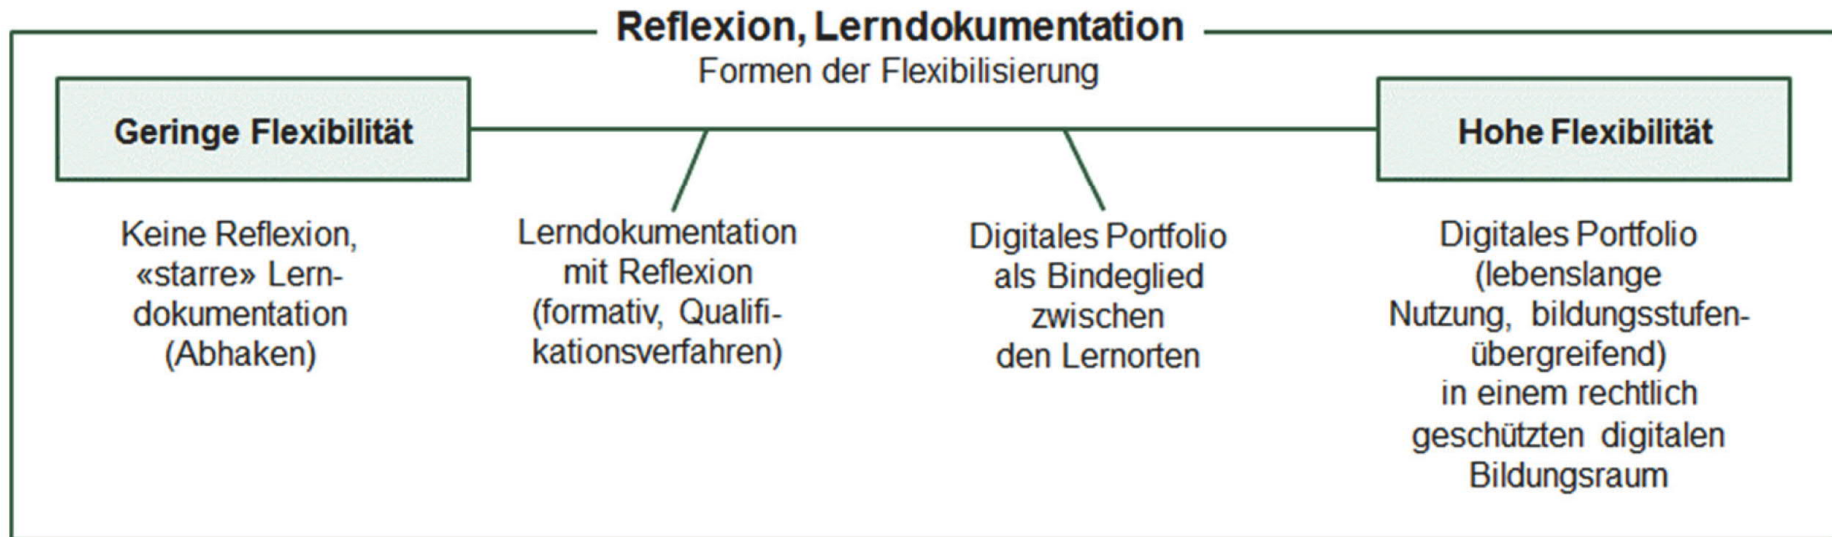 Reflexion, Lerndokumentation
Formen der Flexibilisierung
Geringe Flexibilität
Hohe Flexibilität
Keine Reflexion,
«starre» Lern-
dokumentation
(Abhaken)
Lerndokumentation
mit Reflexion
(formativ, Qualifi-
kationsverfahren)
Digitales Portfolio
als Bindeglied
zwischen
den Lernorten
Digitales Portfolio
(lebenslange
Nutzung, bildungsstufen-
übergreifend)
in einem rechtlich
geschützten digitalen
Bildungsraum